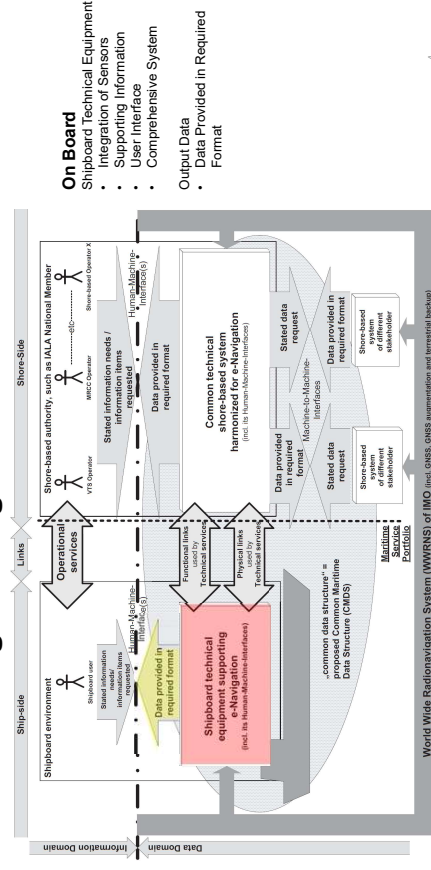 Ship-side
Links
Shore-Side
Shipboard environment
Shipboard user
Stated information
needs/
information items
requested
Human-Machine-
Interface(s)
Data provided in
required format
Shipboard technical
equipment supporting
e-Navigation
(incl. its Human-Machine-Interfaces)
Operational
services
Functional links
used by
Technical services
Physical links
used by
Technical services
Shore-based authority, such as IALA National Member
VTS Operator
MRCC Operator
etc
Shore-based Operator X
Stated information needs /
information items
requested
Human-Machine-
Interface(s)
Data provided in
required format
Common technical
shore-based system
harmonized for e-Navigation
(incl. its Human-Machine-Interfaces)
Data provided
in required
format
Stated data
request
Machine-to-Machine-
Interfaces
Stated data
request
Data provided in
required format
Shore-based
system
of different
stakeholder
Shore-based
system
of different
stakeholder
Maritime
Service
Portfolio
„common data structure“ =
proposed Common Maritime
Data Structure (CMDS)
World Wide Radionavigation System (WWRNS) of IMO (incl. GNSS, GNSS augmentation and terrestrial backup)
Information Domain
Data Domain
On Board
Shipboard Technical Equipment
• Integration of Sensors
• Supporting Information
• User Interface
• Comprehensive System
Output Data
• Data Provided in Required
Format